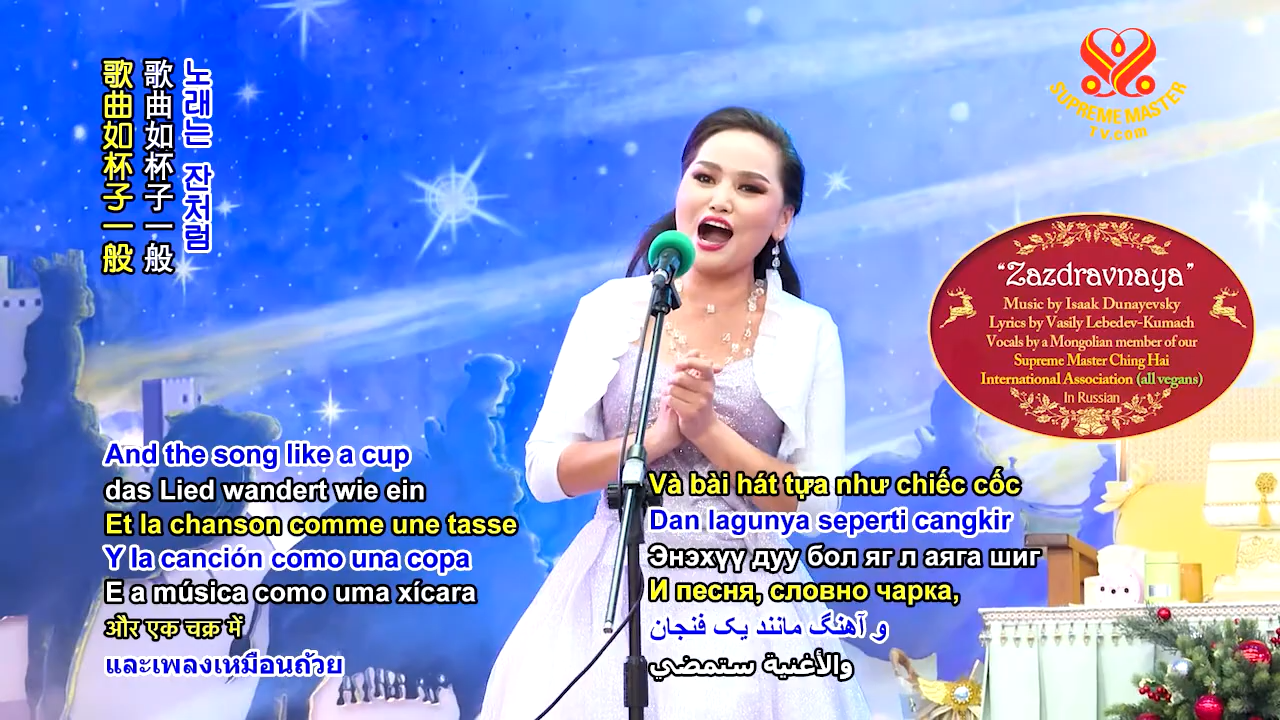 노래는 잔처럼
歌曲如杯子一般
歌曲如杯子一般
SUPREME MASTER
TV.com
“Zazdravnaya”
Music by Isaak Dunayevsky
Lyrics by Vasily Lebedev-Kumach
Vocals by a Mongolian member of our
Supreme Master Ching Hai
International Association (all vegans)
In Russian
And the song like a cup
das Lied wandert wie ein
Et la chanson comme une tasse
Y la canción como una copa
E a música como uma xícara
और एक चक्र में
และเพลงเหมือนถ้วย
Và bài hát tựa như chiếc cốc
Dan lagunya seperti cangkir
Энэхүү дуу бол яг л аяга шиг
И песня, словно чарка,
و آهنگ مانند یک فنجان
والأغنية ستمضي